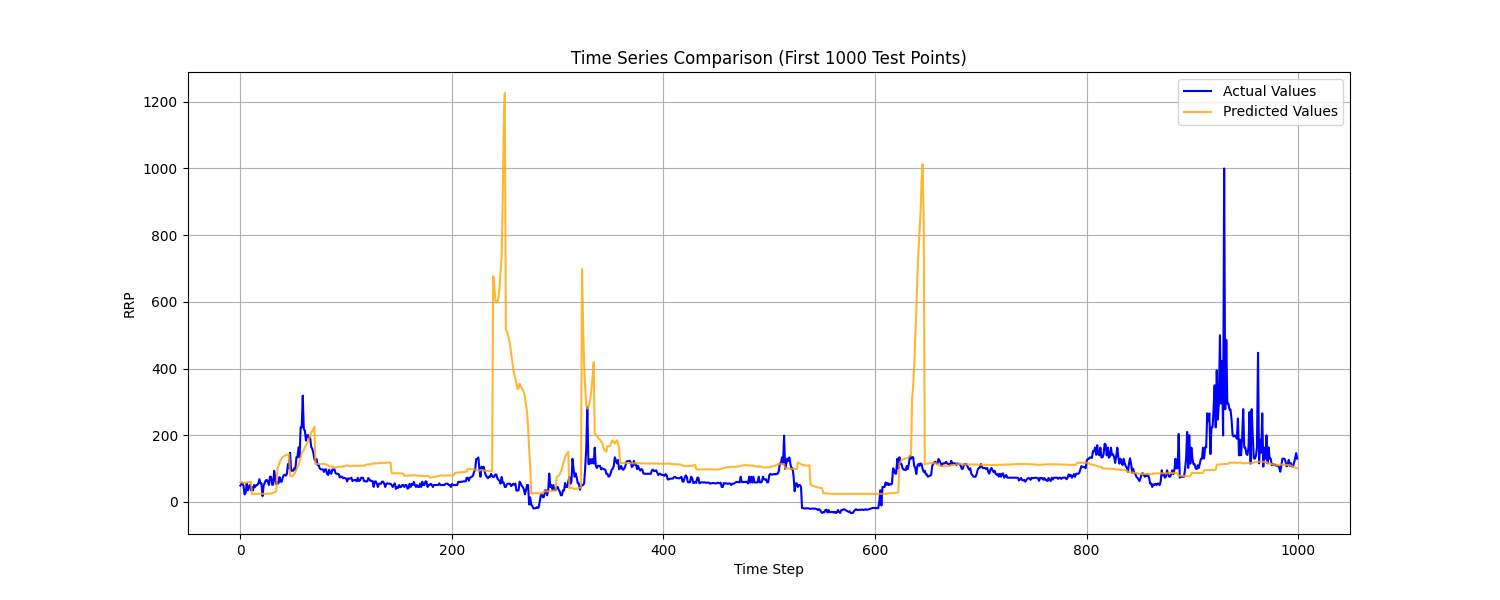 Time Series Comparison (First 1000 Test Points)
Actual Values
Predicted Values
RRP
1200
1000
800
600
400
200
0
0 200 400 600 800 1000
Time Step